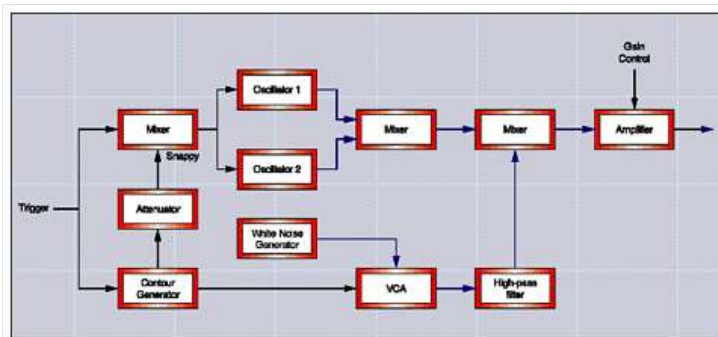 Gain
Control
Oscillator 1
Mixer
Mixer
Mixer
Amplifier
Snappy
Oscillator 2
Trigger
Attenuator
White Noise
Generator
Contour
Generator
VCA
High-pass
filter